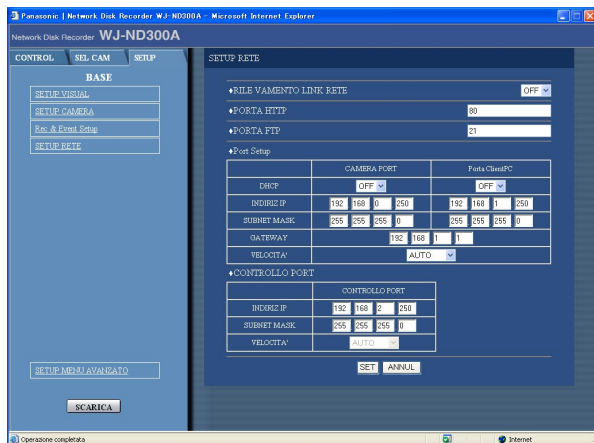 Panasonic | Network Disk Recorder WJ-ND300A - Microsoft Internet Explorer
Network Disk Recorder WJ-ND300A
CONTROL SEL CAM SETUP
BASE
SETUP VISUAL
SETUP CAMERA
Rec & Event Setup
SETUP RETE
SETUP MENU AVANZATO
SCARICA
SETUP RETE
♦RILE VAMENTO LINK RETE OFF
♦PORTA HTTP 80
♦PORTA FTP 21
♦Port Setup
CAMERA PORT Porta ClientPC
DHCP OFF OFF
INDIRIZ IP 192 168 0 250 192 168 1 250
SUBNET MASK 255 255 255 0 255 255 255 0
GATEWAY 192 168 1 1
VELOCITA' AUTO
♦CONTROLLO PORT
CONTROLLO PORT
INDIRIZ IP 192 168 2 250
SUBNET MASK 255 255 255 0
VELOCITA' AUTO
SET ANNUL
Operazione completata Internet